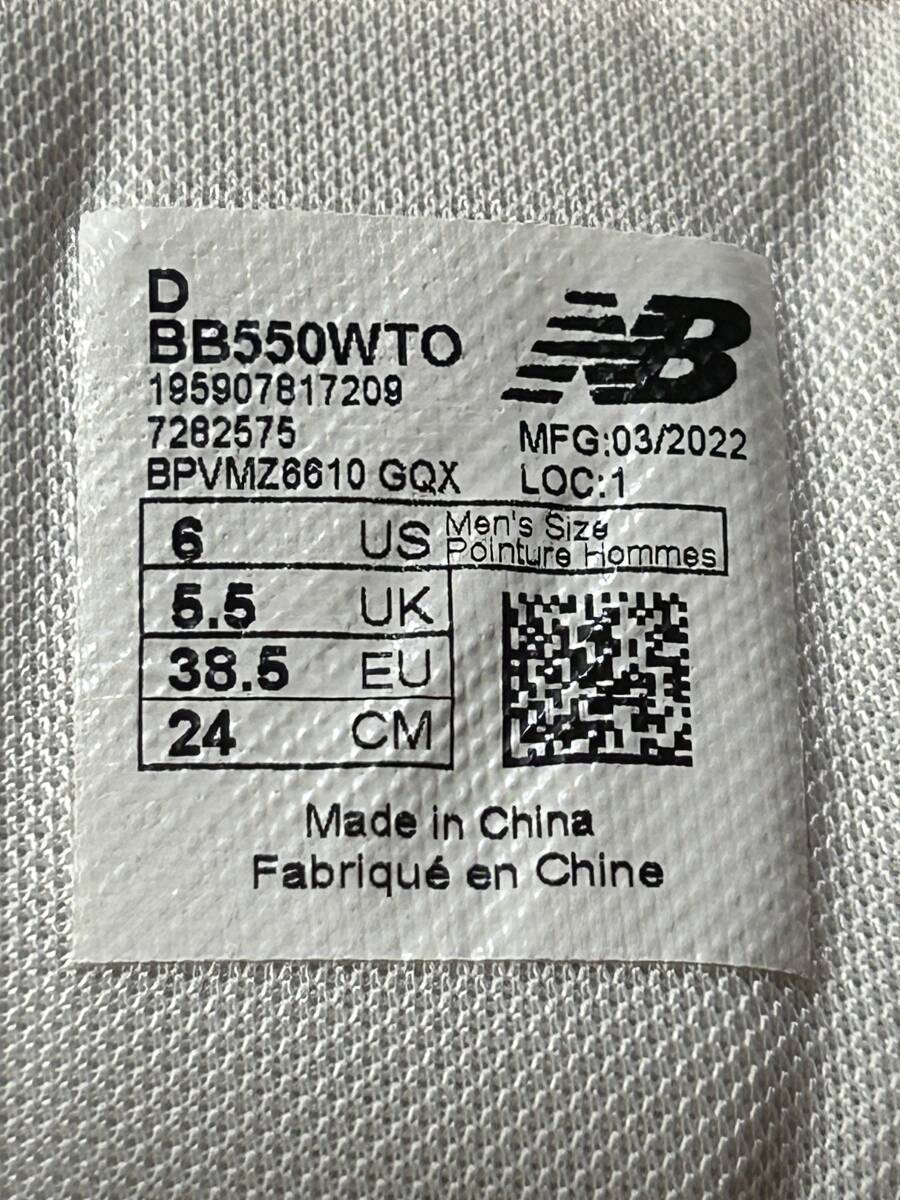 D
BB550WTO
195907817209
7282575
BPVMZ6610 GQX
NB
MFG:03/2022
LOC:1
6 US Men's Size
Pointure Hommes
5.5 UK
38.5 EU
24 CM
Made in China
Fabriqué en Chine